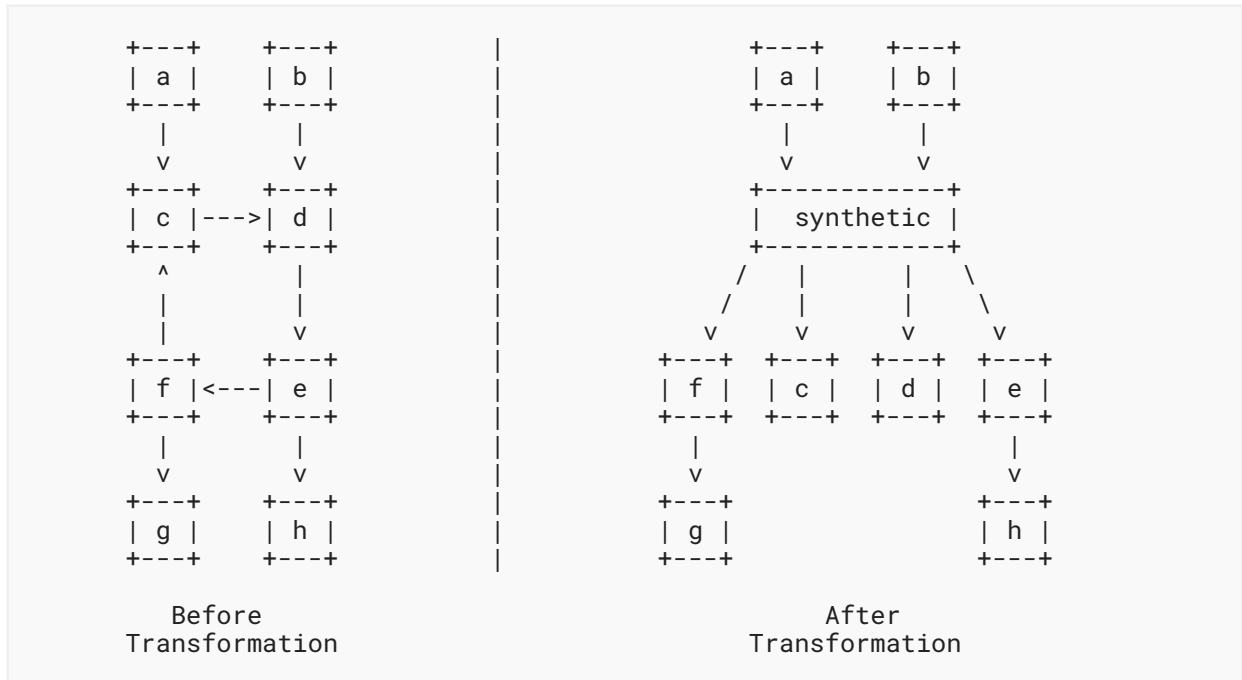 +---+    +---+          |                +---+    +---+
| a |    | b |          |                | a |    | b |
+---+    +---+          |                +---+    +---+
  |        |            |                  |        |
  v        v            |                  v        v
+---+    +---+          |                +------------+
| c |--->| d |          |                |  synthetic |
+---+    +---+          |                +------------+
  ^        |            |               /   |      |   \
  |        |            |              /    |      |    \
  |        v            |             v     v      v     v
+---+    +---+          |          +---+  +---+  +---+  +---+
| f |<---| e |          |          | f |  | c |  | d |  | e |
+---+    +---+          |          +---+  +---+  +---+  +---+
  |        |            |            |                    |
  v        v            |            v                    v
+---+    +---+          |          +---+                +---+
| g |    | h |          |          | g |                | h |
+---+    +---+          |          +---+                +---+
   Before                                     After
Transformation                           Transformation